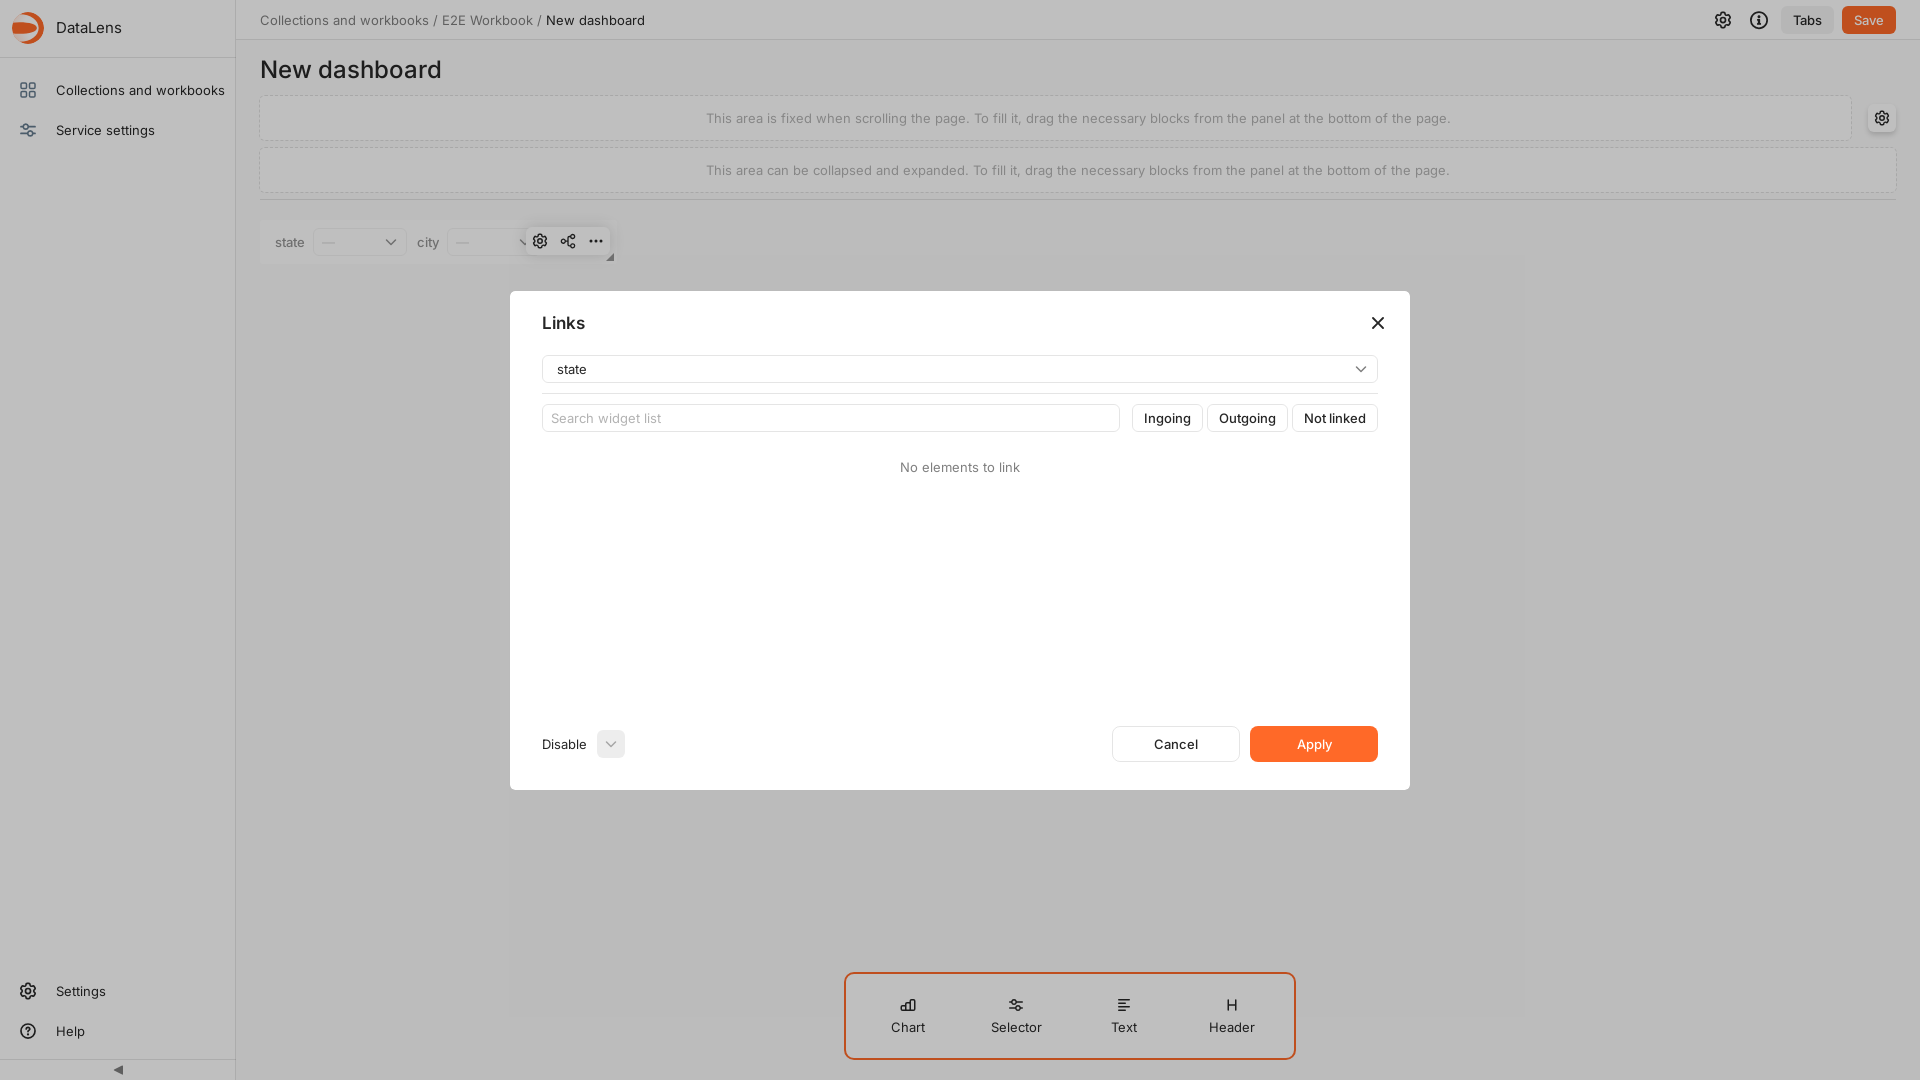 DataLens
Collections and workbooks / E2E Workbook / New dashboard
Tabs
Save
Collections and workbooks
Service settings
New dashboard
This area is fixed when scrolling the page. To fill it, drag the necessary blocks from the panel at the bottom of the page.
This area can be collapsed and expanded. To fill it, drag the necessary blocks from the panel at the bottom of the page.
state — city —
Links
state
Search widget list
Ingoing
Outgoing
Not linked
No elements to link
Disable
Cancel
Apply
Chart
Selector
Text
Header
Settings
Help